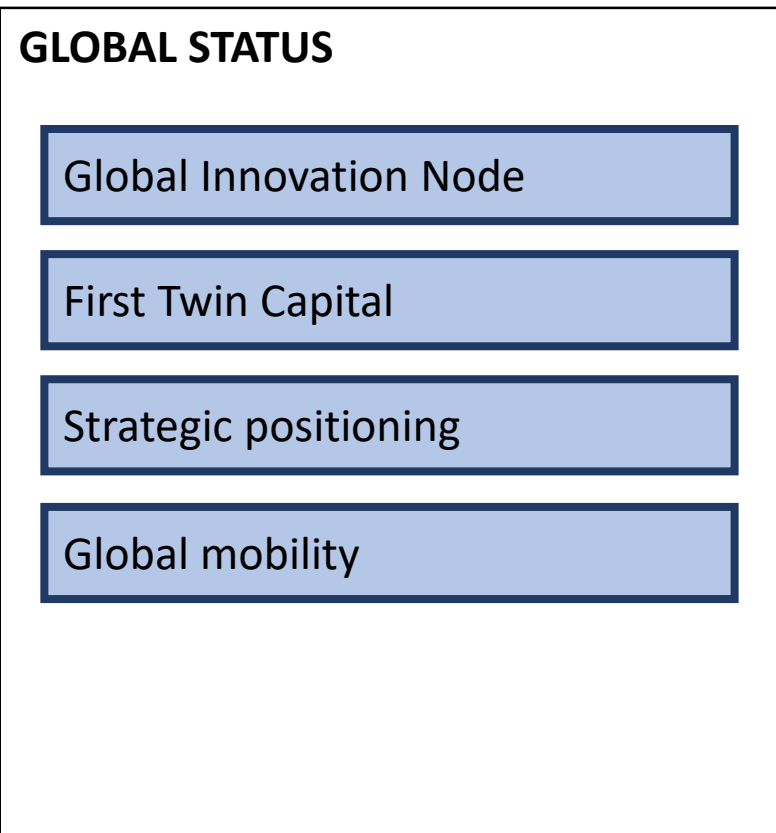 GLOBAL STATUS
Global Innovation Node
First Twin Capital
Strategic positioning
Global mobility